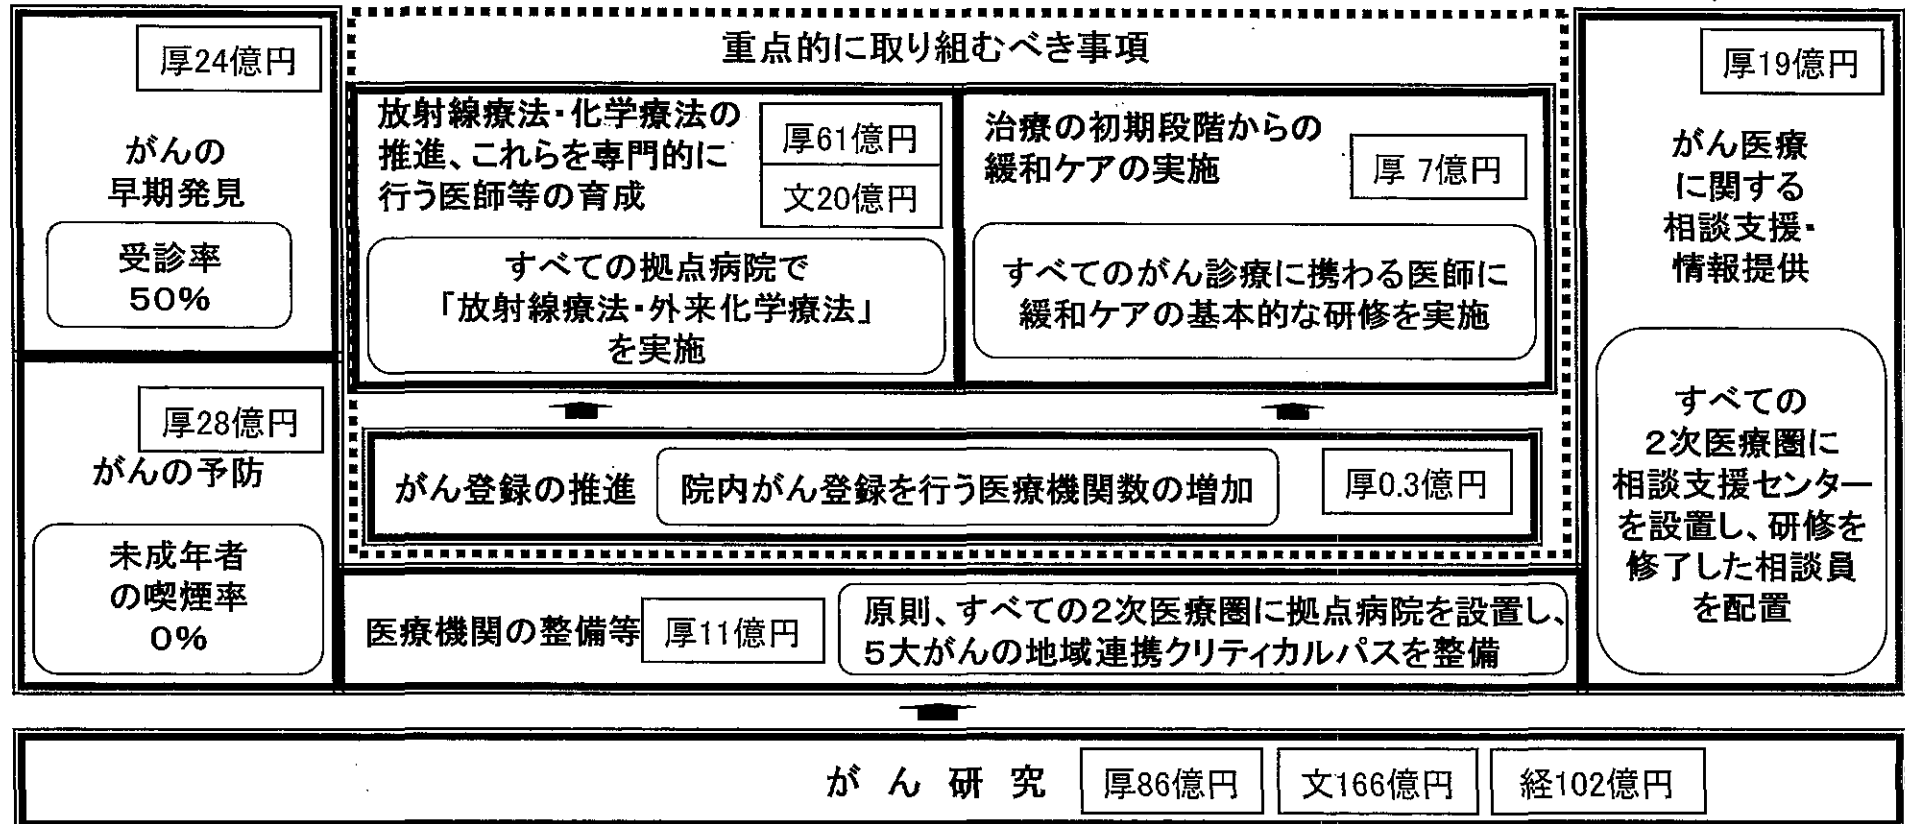 厚24億円
がんの
早期発見
受診率
50%
厚28億円
がんの予防
未成年者
の喫煙率
0%
重点的に取り組むべき事項
放射線療法・化学療法の
推進、これらを専門的に
行う医師等の育成
厚61億円
文20億円
すべての拠点病院で
「放射線療法・外来化学療法」
を実施
治療の初期段階からの
緩和ケアの実施
厚 7億円
すべてのがん診療に携わる医師に
緩和ケアの基本的な研修を実施
がん登録の推進
院内がん登録を行う医療機関数の増加
厚0.3億円
医療機関の整備等
厚11億円
原則、すべての2次医療圏に拠点病院を設置し、
5大がんの地域連携クリティカルパスを整備
厚19億円
がん医療
に関する
相談支援・
情報提供
すべての
2次医療圏に
相談支援センター
を設置し、研修を
修了した相談員
を配置
がん研究
厚86億円
文166億円
経102億円